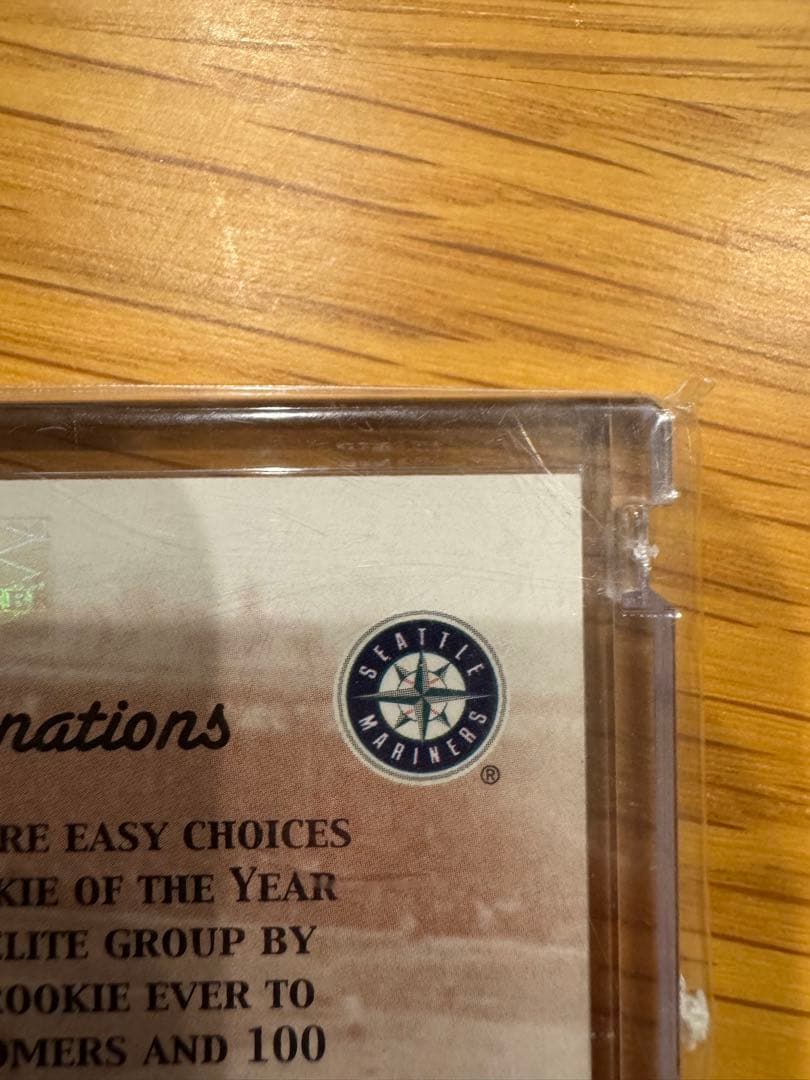 SEATTLE
MARINERS
®
nations
RE EASY CHOICES
KIE OF THE YEAR
ELITE GROUP BY
ROOKIE EVER TO
OMERS AND 100